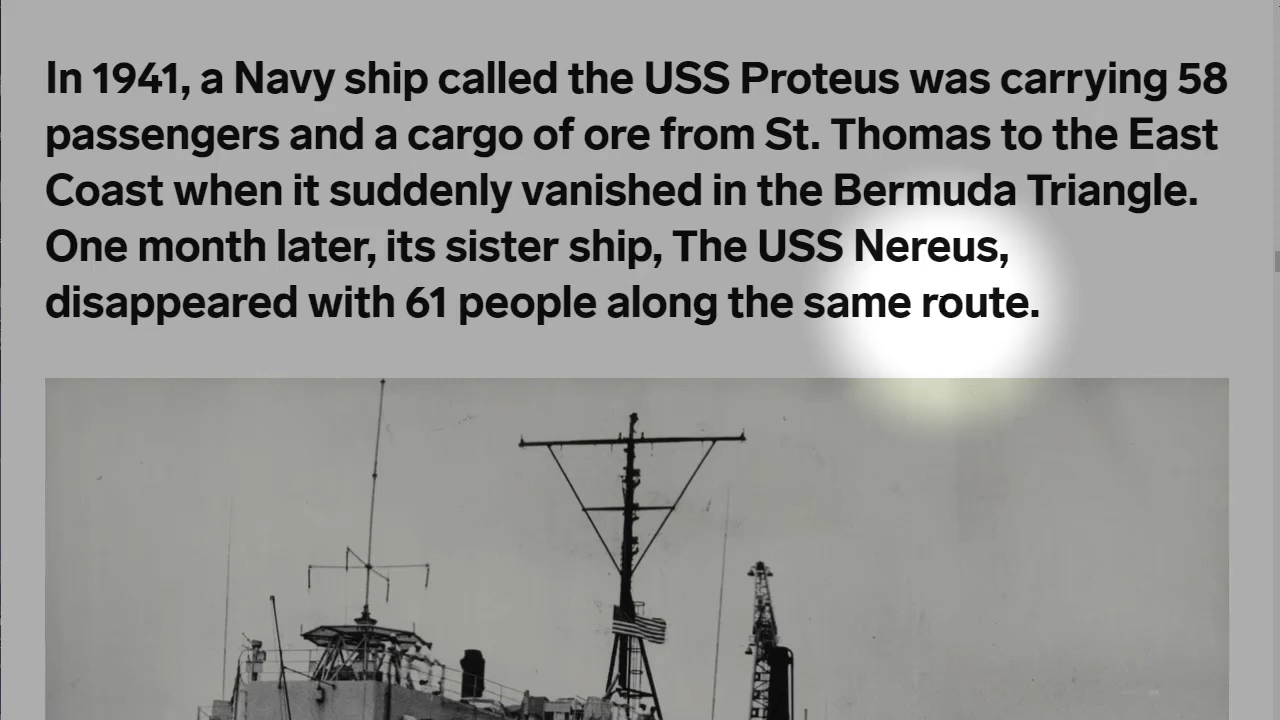 In 1941, a Navy ship called the USS Proteus was carrying 58
passengers and a cargo of ore from St. Thomas to the East
Coast when it suddenly vanished in the Bermuda Triangle.
One month later, its sister ship, The USS Nereus,
disappeared with 61 people along the same route.